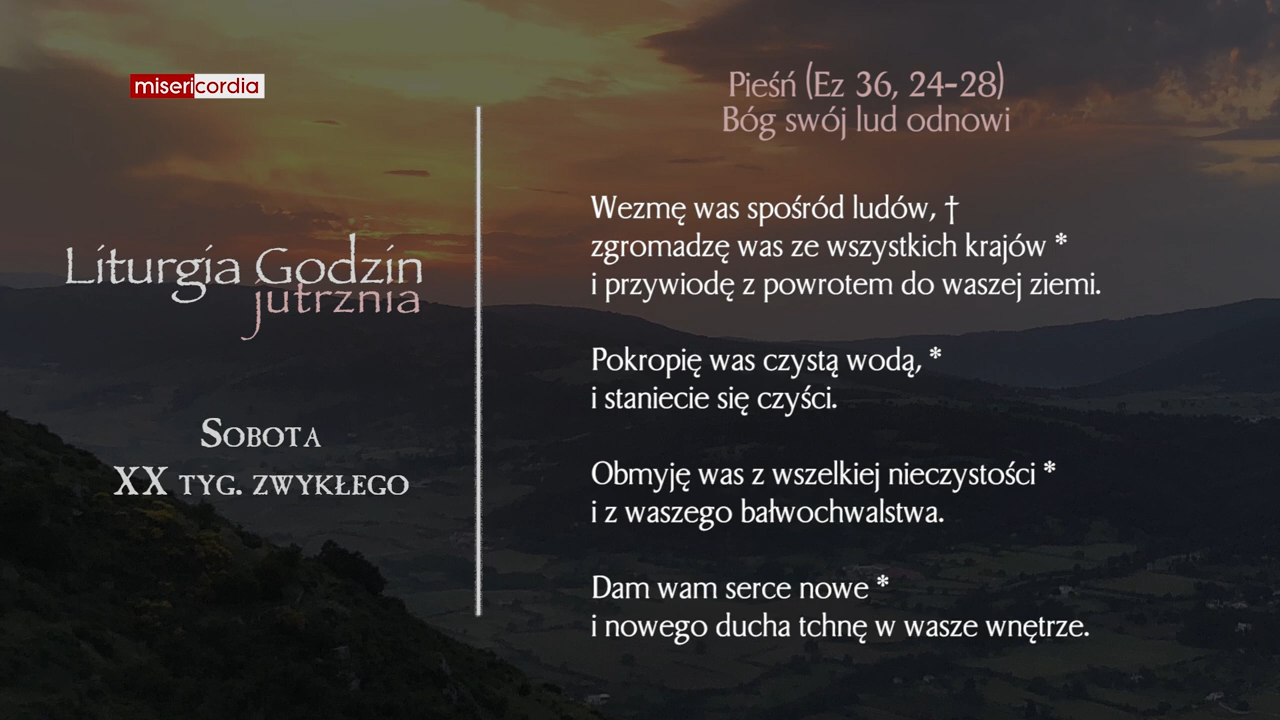 misericordia
Liturgia Godzin
jutrznia
Sobota
XX tyg. zwykłego
Pieśń (Ez 36, 24-28)
Bóg swój lud odnowi
Wezmę was spośród ludów, †
zgromadzę was ze wszystkich krajów *
i przywiodę z powrotem do waszej ziemi.
Pokropię was czystą wodą, *
i staniecie się czyści.
Obmyję was z wszelkiej nieczystości *
i z waszego bałwochwalstwa.
Dam wam serce nowe *
i nowego ducha tchnę w wasze wnętrze.